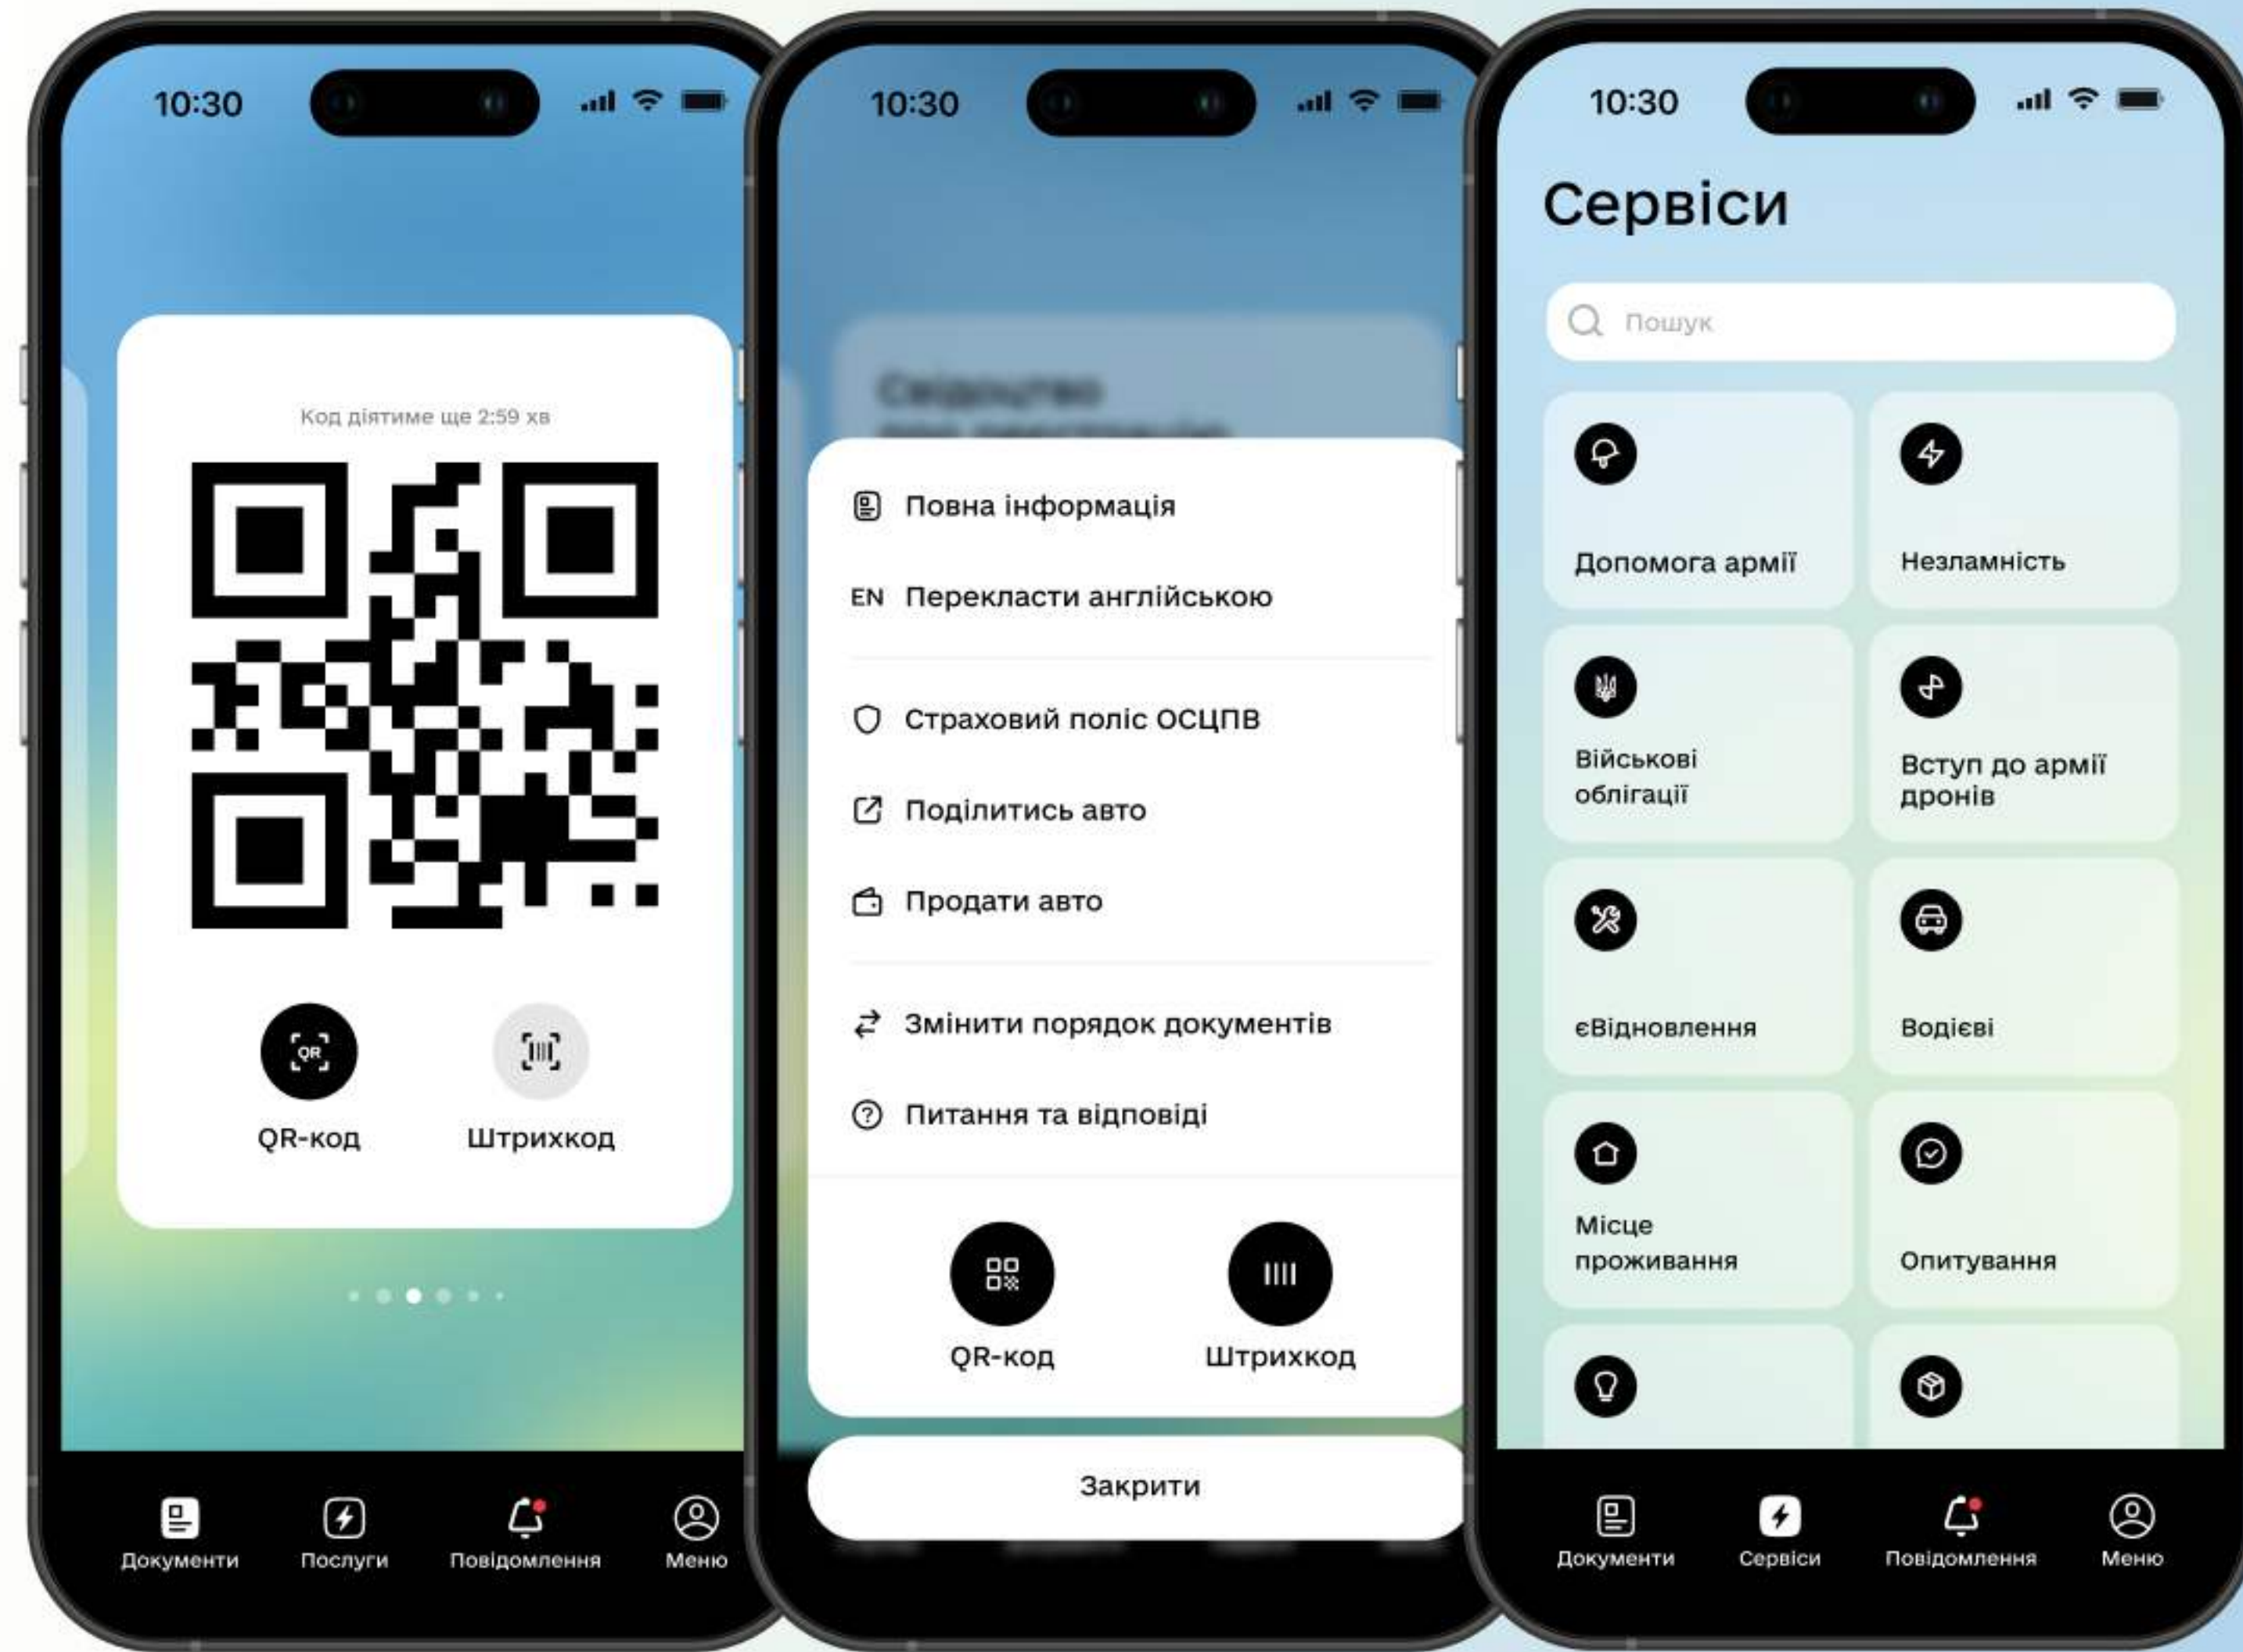 10:30
Код діятиме ще 2:59 хв
QR
QR-код
Штрихкод
Документи
Послуги
Повідомлення
Меню
10:30
Свідоцтво
про реєстрацію
Повна інформація
EN Перекласти англійською
Страховий поліс ОСЦПВ
Поділитись авто
Продати авто
Змінити порядок документів
Питання та відповіді
QR-код
Штрихкод
Закрити
10:30
Сервіси
Пошук
Допомога армії
Незламність
Військові
облігації
Вступ до армії
дронів
єВідновлення
Водієві
Місце
проживання
Опитування
Документи
Сервіси
Повідомлення
Меню